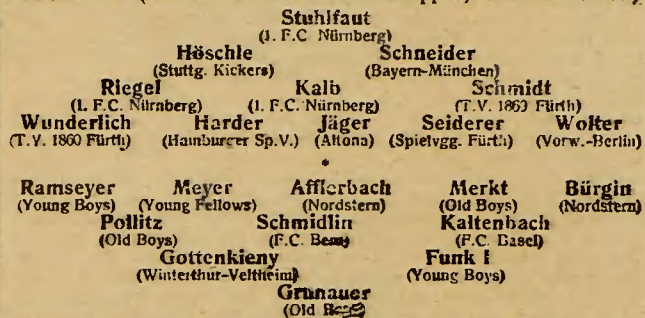 Stuhlfaut
(1. F.C Nürnberg)
Höschle Schneider
(Stuttg. Kickers) (Bayern-München)
Riegel Kalb Schmidt
(1. F.C. Nürnberg) (1. F.C. Nürnberg) (T.V. 1860 Fürth)
Wunderlich Harder Jäger Seiderer Wolter
(T.V. 1860 Fürth) (Hamburger Sp.V.) (Altona) (Spielvgg. Fürth) (Vorw.-Berlin)
*
Ramseyer Meyer Afflerbach Merkt Bürgin
(Young Boys) (Young Fellows) (Nordstern) (Old Boys) (Nordstern)
Pollitz Schmidlin Kaltenbach
(Old Boys) (F.C. Bern) (F.C. Basel)
Gottenkieny Funk I
(Winterthur-Veltheim) (Young Boys)
Grunauer
(Old